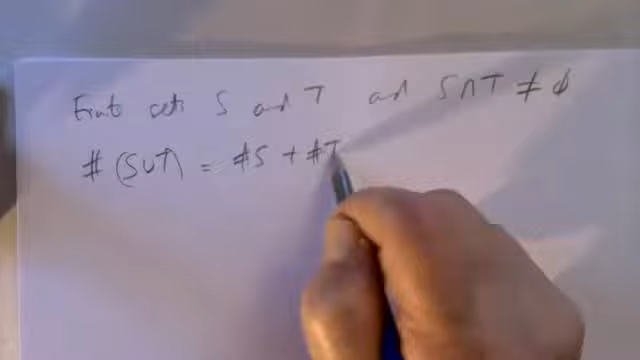 Finite sets S and T and S∩T ≠ ∅
#(S∪T) = #S + #T